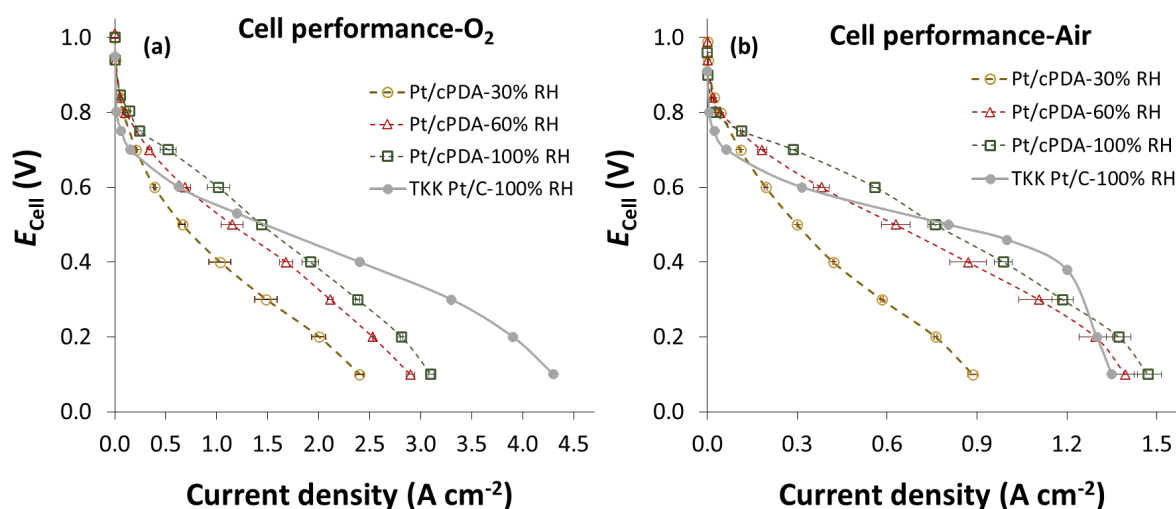 Cell performance-O₂
(a)
Pt/cPDA-30% RH
Pt/cPDA-60% RH
Pt/cPDA-100% RH
TKK Pt/C-100% RH
E_Cell (V)
1.0
0.8
0.6
0.4
0.2
0.0
0.0 0.5 1.0 1.5 2.0 2.5 3.0 3.5 4.0 4.5
Current density (A cm⁻²)
Cell performance-Air
(b)
Pt/cPDA-30% RH
Pt/cPDA-60% RH
Pt/cPDA-100% RH
TKK Pt/C-100% RH
E_Cell (V)
1.0
0.8
0.6
0.4
0.2
0.0
0.0 0.3 0.6 0.9 1.2 1.5
Current density (A cm⁻²)